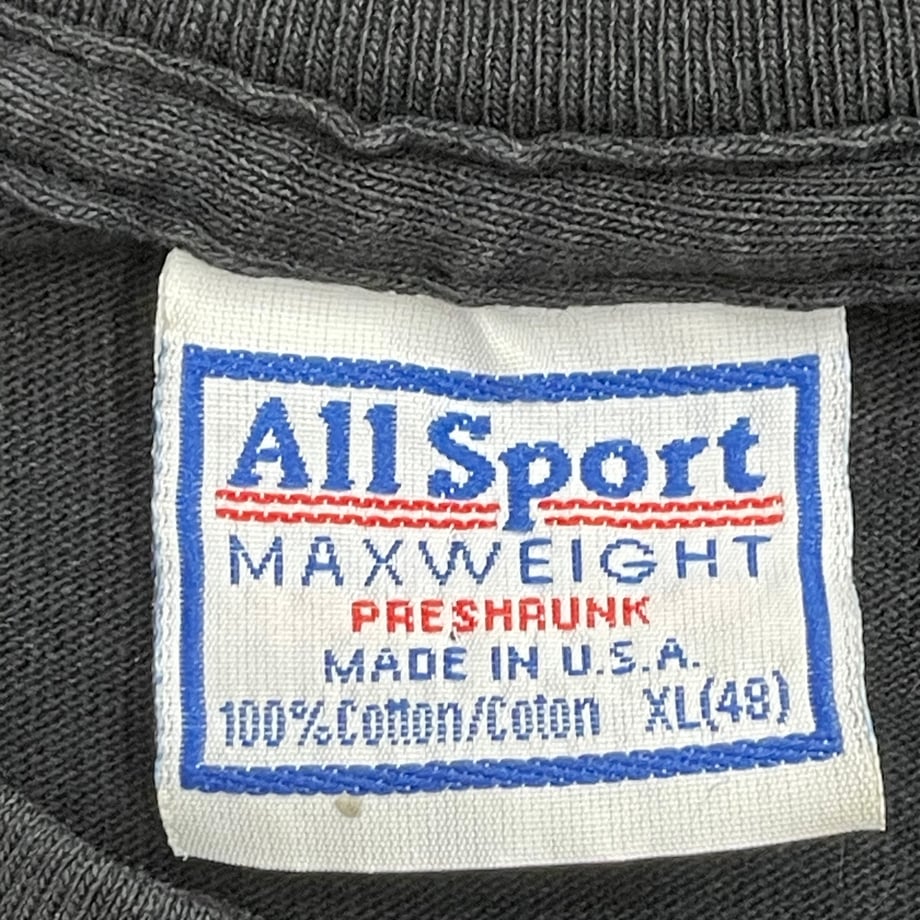 All Sport
MAXWEIGHT
PRESHRUNK
MADE IN U.S.A.
100% Cotton/Coton XL(48)